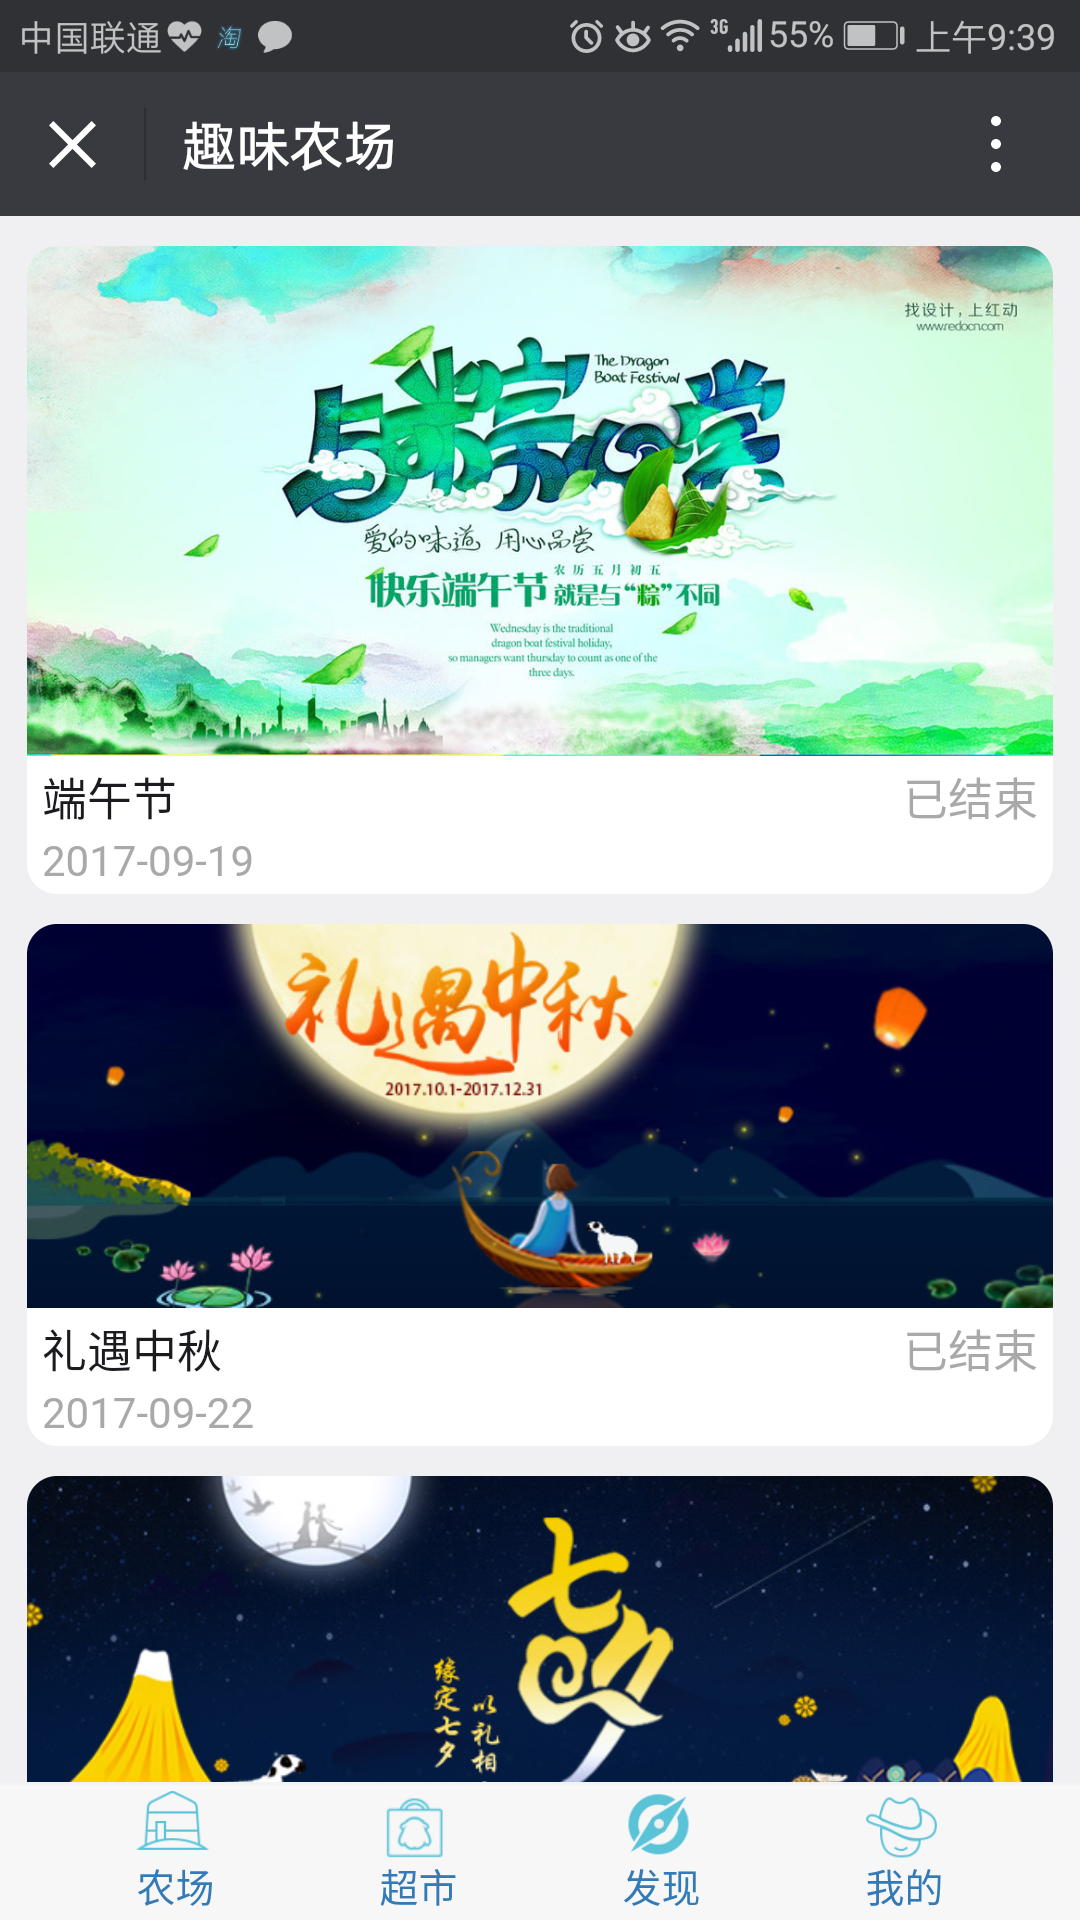 中国联通 淘 3G 55% 上午9:39
趣味农场
找设计，上红动
www.redocn.com
The Dragon
Boat Festival
与粽心尝
爱的味道 用心品尝
农历五月初五
快乐端午节 就是与“粽”不同
Wednesday is the traditional
dragon boat festival holiday,
so managers want thursday to count as one of the
three days.
端午节 已结束
2017-09-19
礼遇中秋
2017.10.1-2017.12.31
礼遇中秋 已结束
2017-09-22
七夕
缘定七夕
以礼相
农场 超市 发现 我的